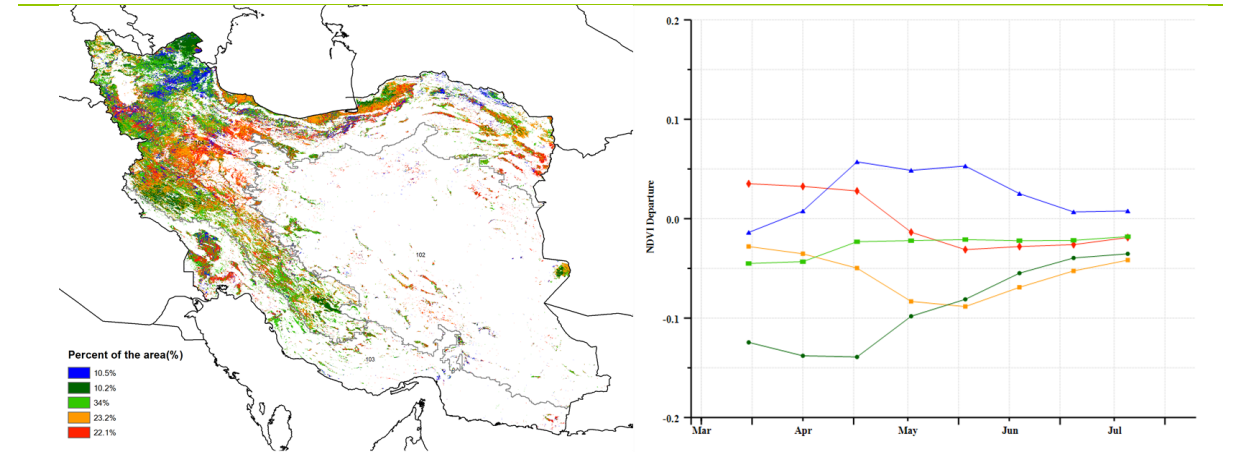 104
102
103
Percent of the area(%)
10.5%
10.2%
34%
23.2%
22.1%
NDVI Departure
0.2
0.1
0.0
-0.1
-0.2
Mar
Apr
May
Jun
Jul